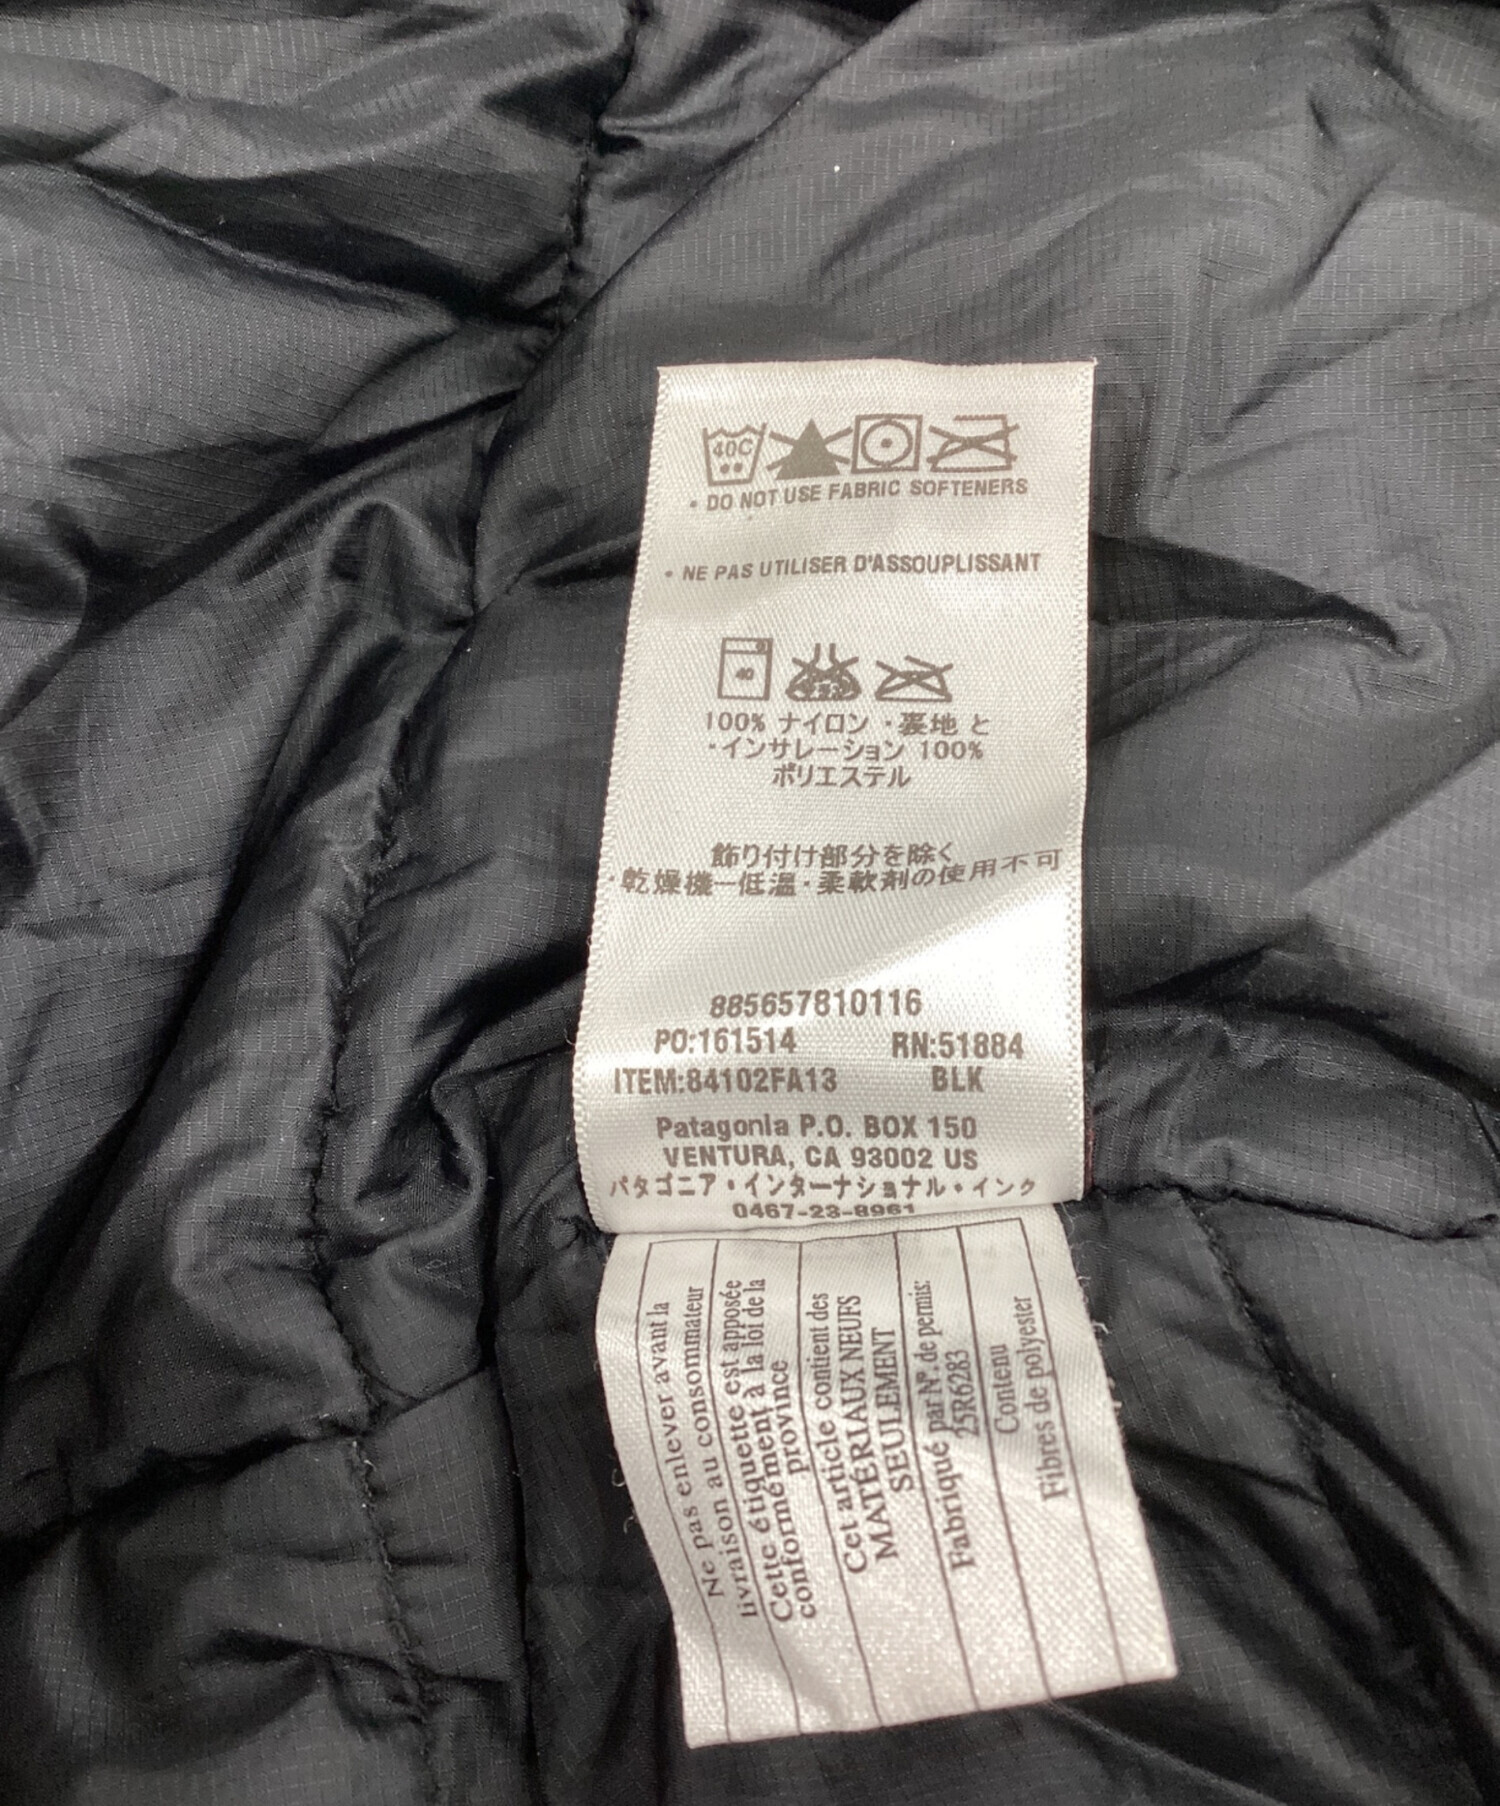 40C
• DO NOT USE FABRIC SOFTENERS
• NE PAS UTILISER D'ASSOUPLISSANT
40
100% ナイロン ・裏地 と
・インサレーション 100%
ポリエステル
飾り付け部分を除く
・乾燥機ー低温・柔軟剤の使用不可
885657810116
PO:161514 RN:51884
ITEM:84102FA13 BLK
Patagonia P.O. BOX 150
VENTURA, CA 93002 US
パタゴニア・インターナショナル・インク
0467-23-8961
Ne pas enlever avant la
livraison au consommateur
Cette étiquette est apposée
conformément à la loi de la
province
Cet article contient des
MATÉRIAUX NEUFS
SEULEMENT
Fabriqué par N°. de permis:
25R6283
Contenu
Fibres de polyester